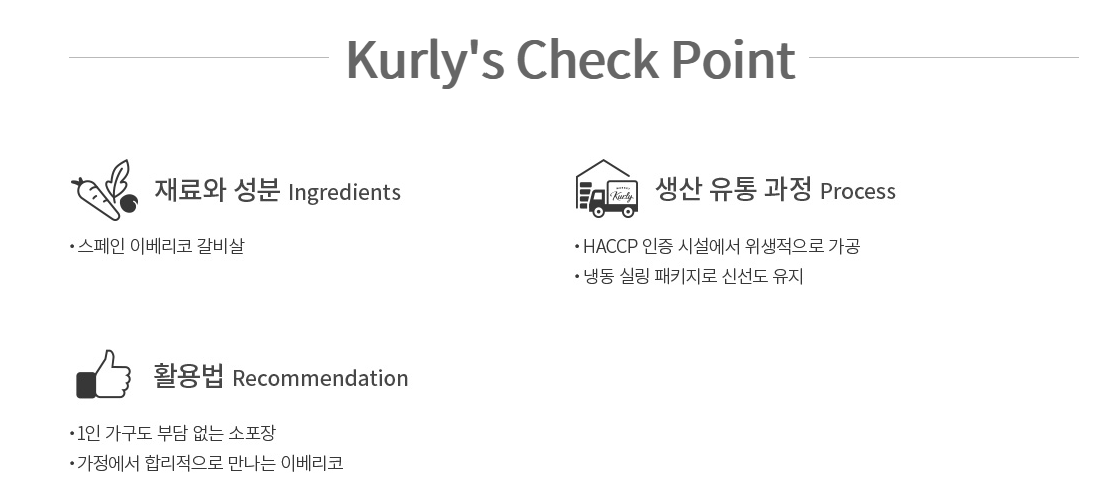 Kurly's Check Point
재료와 성분 Ingredients
• 스페인 이베리코 갈비살
생산 유통 과정 Process
Kurly
• HACCP 인증 시설에서 위생적으로 가공
• 냉동 실링 패키지로 신선도 유지
활용법 Recommendation
• 1인 가구도 부담 없는 소포장
• 가정에서 합리적으로 만나는 이베리코